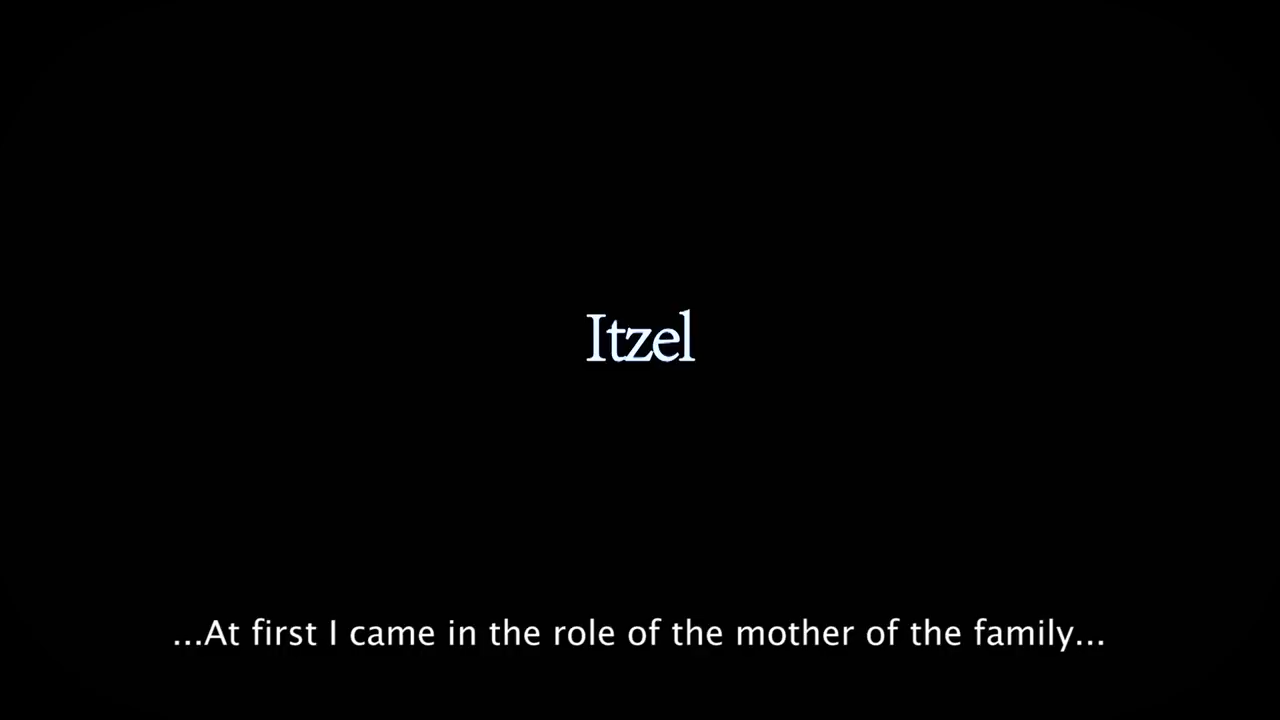 Itzel
...At first I came in the role of the mother of the family...